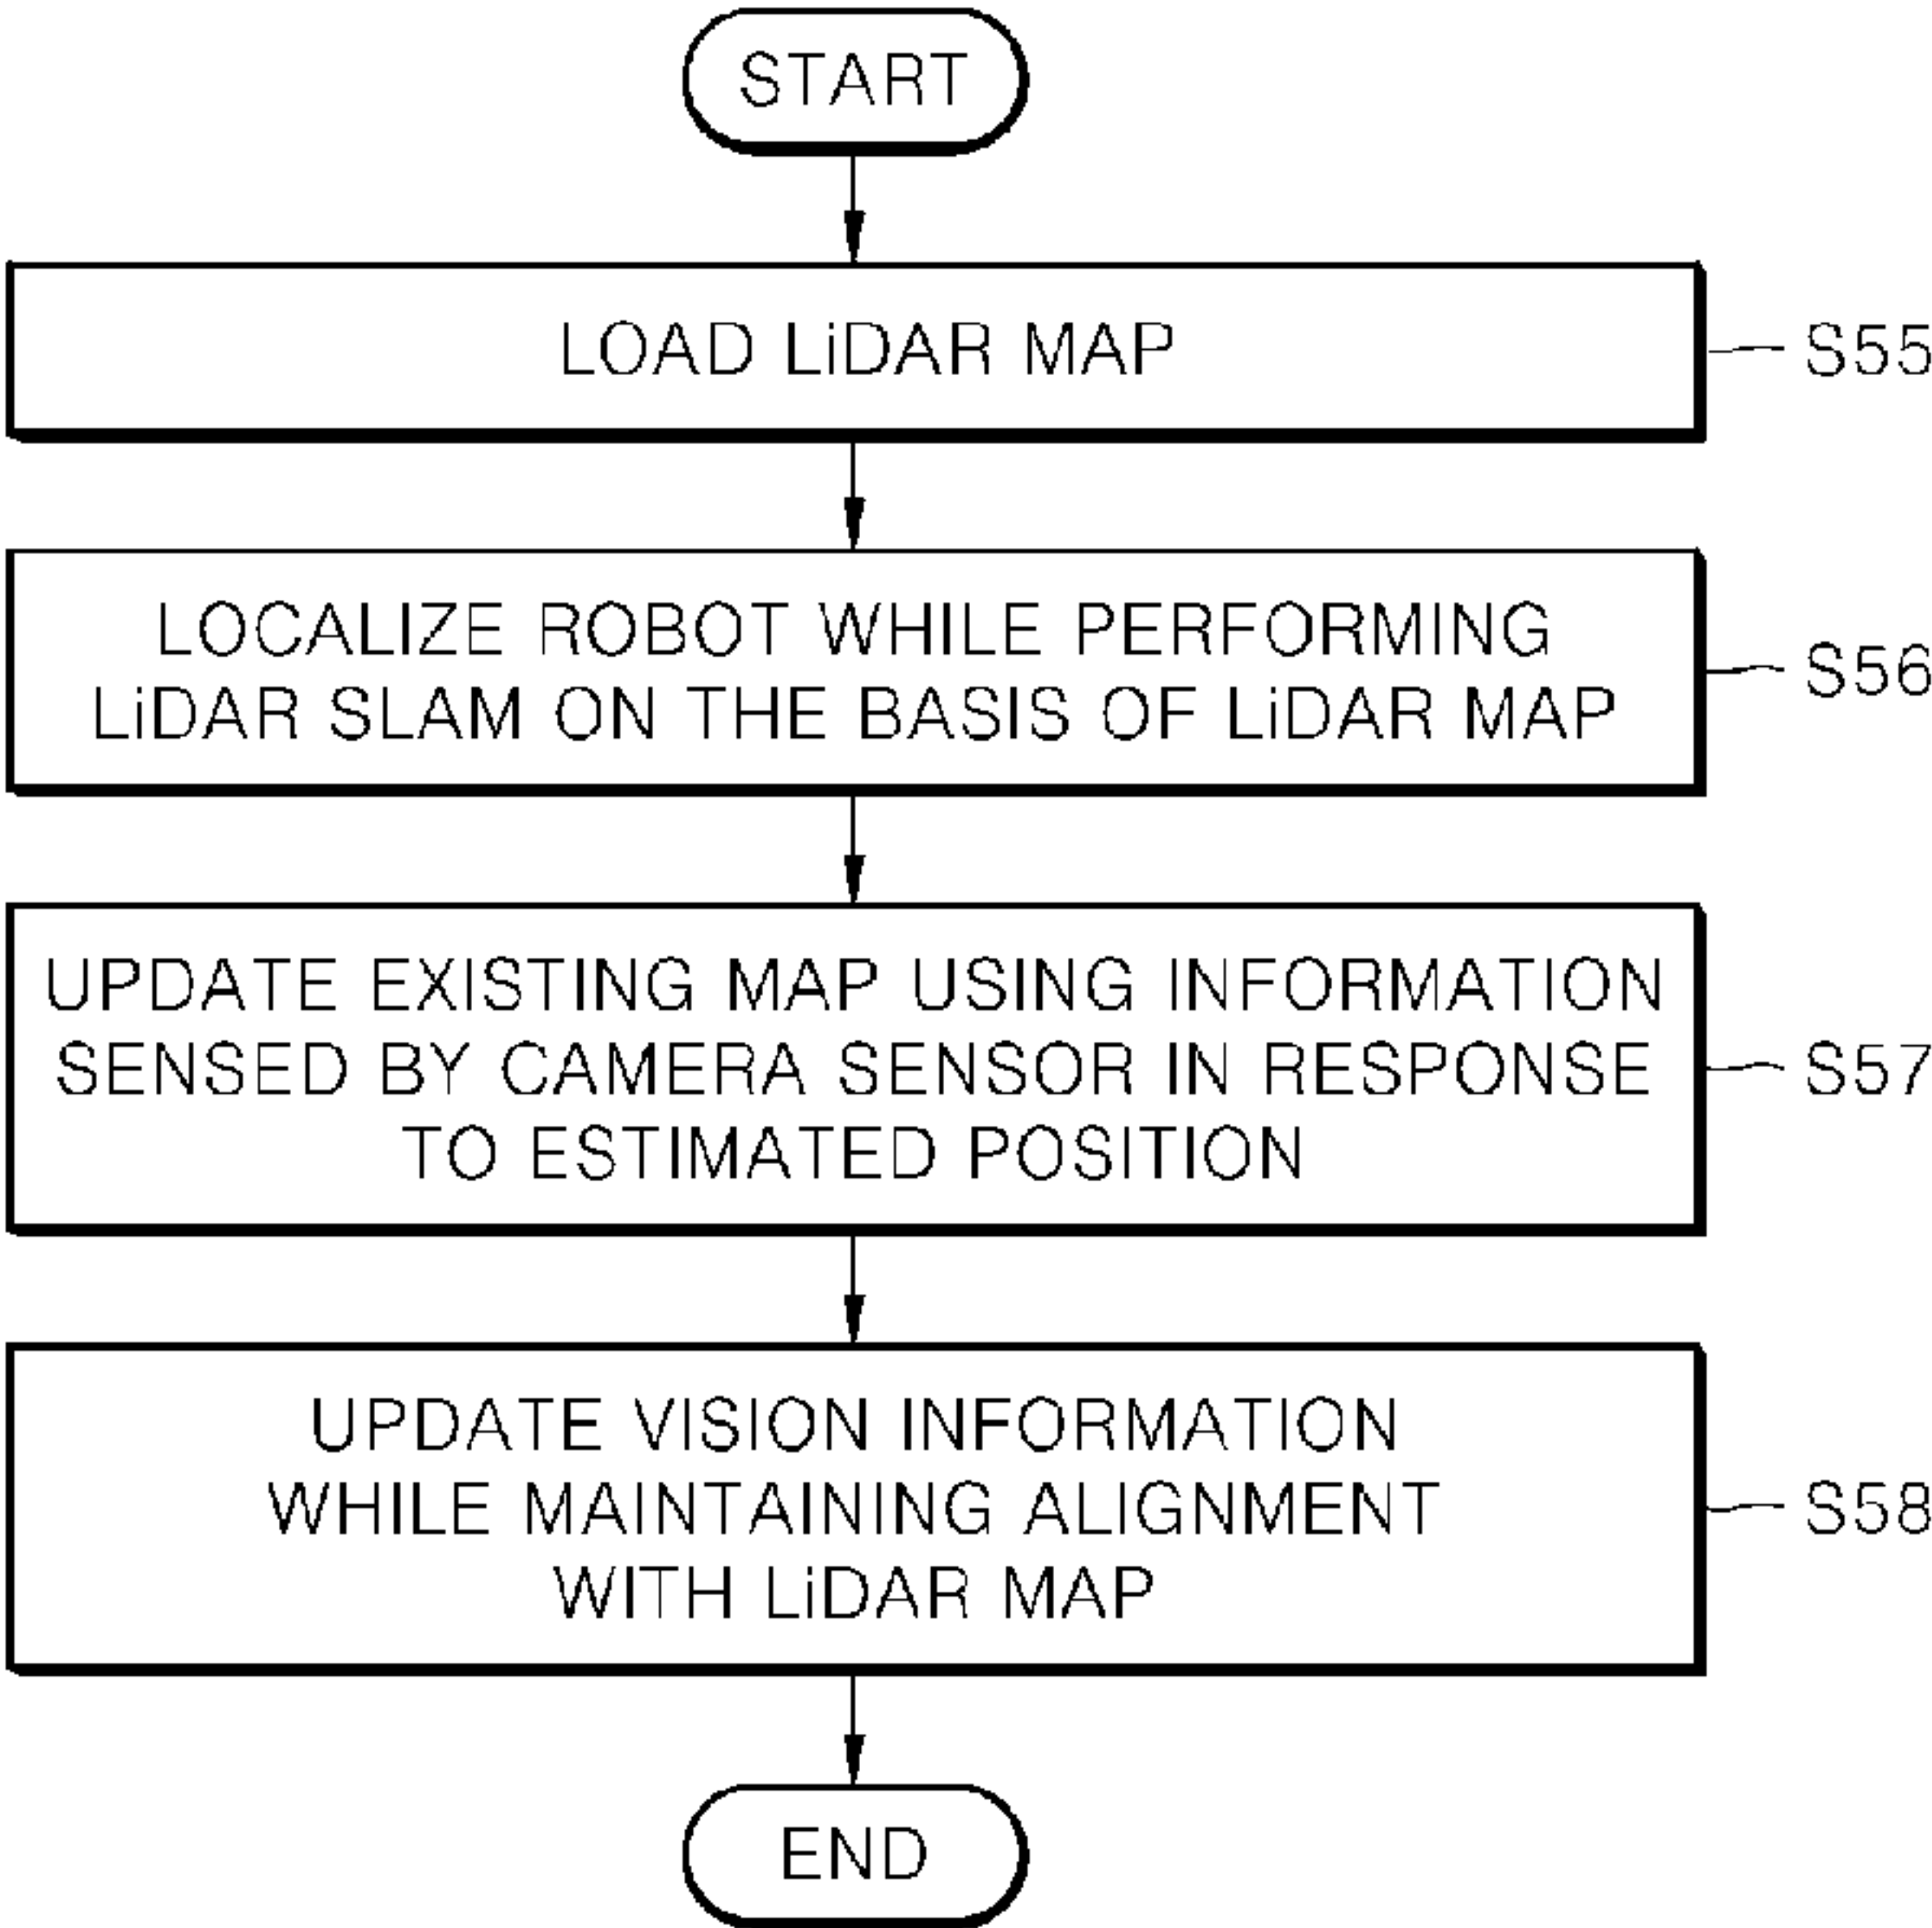 START
LOAD LiDAR MAP
S55
LOCALIZE ROBOT WHILE PERFORMING
LiDAR SLAM ON THE BASIS OF LiDAR MAP
S56
UPDATE EXISTING MAP USING INFORMATION
SENSED BY CAMERA SENSOR IN RESPONSE
TO ESTIMATED POSITION
S57
UPDATE VISION INFORMATION
WHILE MAINTAINING ALIGNMENT
WITH LiDAR MAP
S58
END